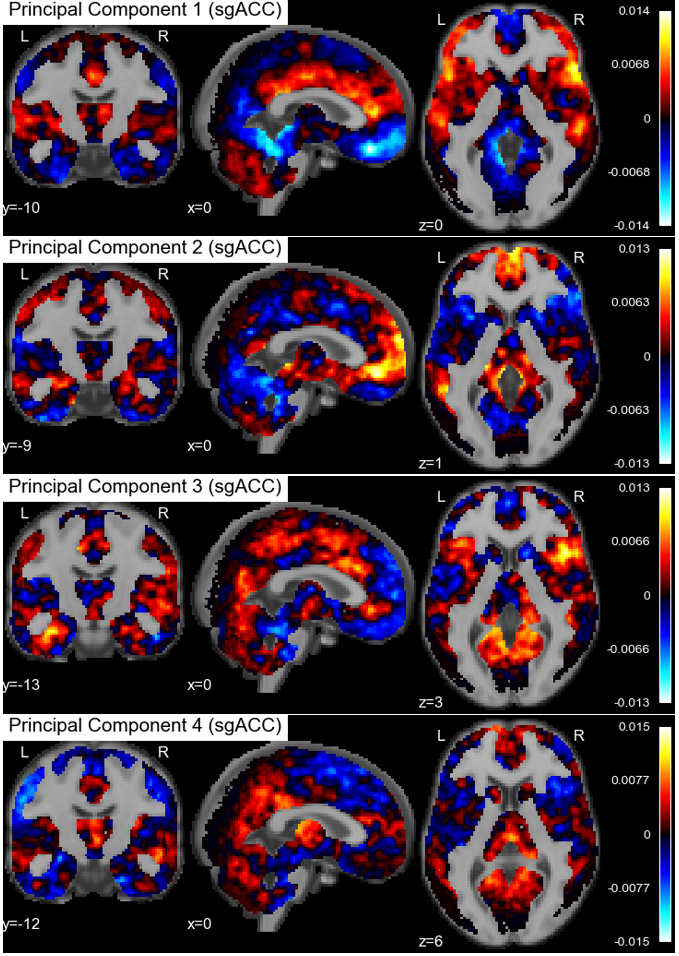 Principal Component 1 (sgACC)
L R L R
0.014
0.0068
0
-0.0068
-0.014
y=-10 x=0 z=0
Principal Component 2 (sgACC)
L R L R
0.013
0.0063
0
-0.0063
-0.013
y=-9 x=0 z=1
Principal Component 3 (sgACC)
L R L R
0.013
0.0066
0
-0.0066
-0.013
y=-13 x=0 z=3
Principal Component 4 (sgACC)
L R L R
0.015
0.0077
0
-0.0077
-0.015
y=-12 x=0 z=6